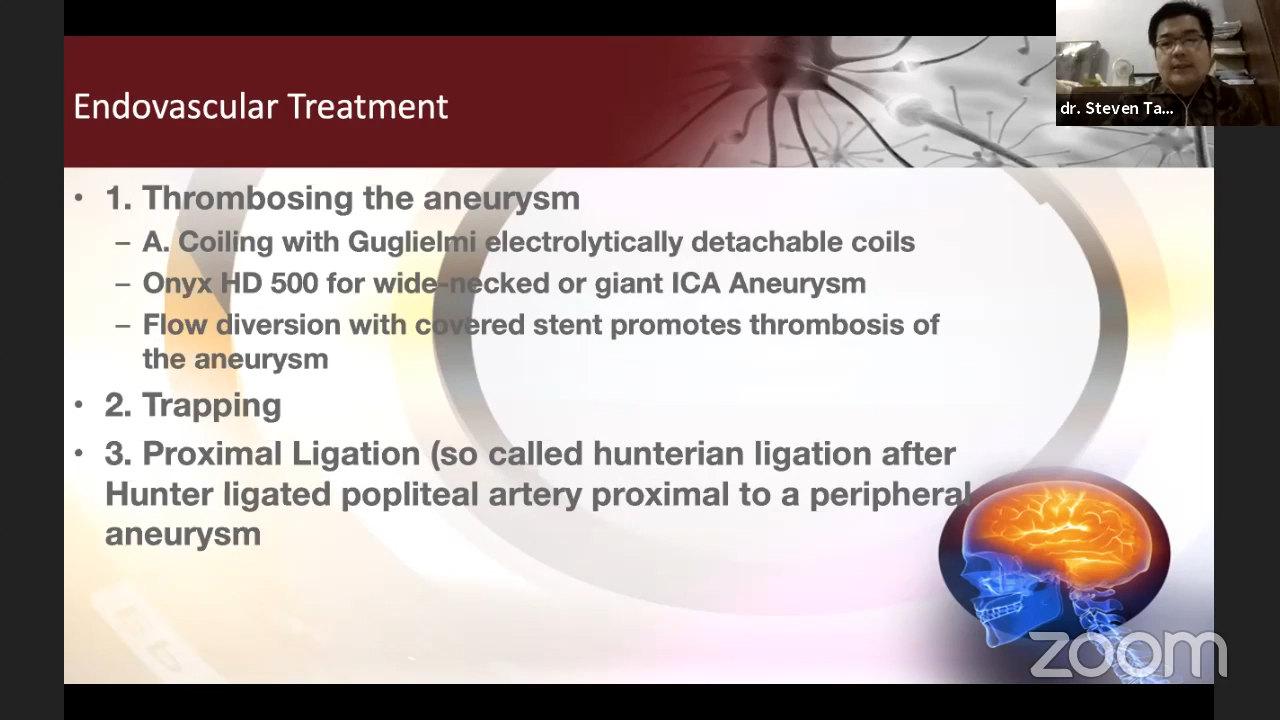 Endovascular Treatment
dr. Steven Ta...
• 1. Thrombosing the aneurysm
– A. Coiling with Guglielmi electrolytically detachable coils
– Onyx HD 500 for wide-necked or giant ICA Aneurysm
– Flow diversion with covered stent promotes thrombosis of
the aneurysm
• 2. Trapping
• 3. Proximal Ligation (so called hunterian ligation after
Hunter ligated popliteal artery proximal to a peripheral
aneurysm
zoom